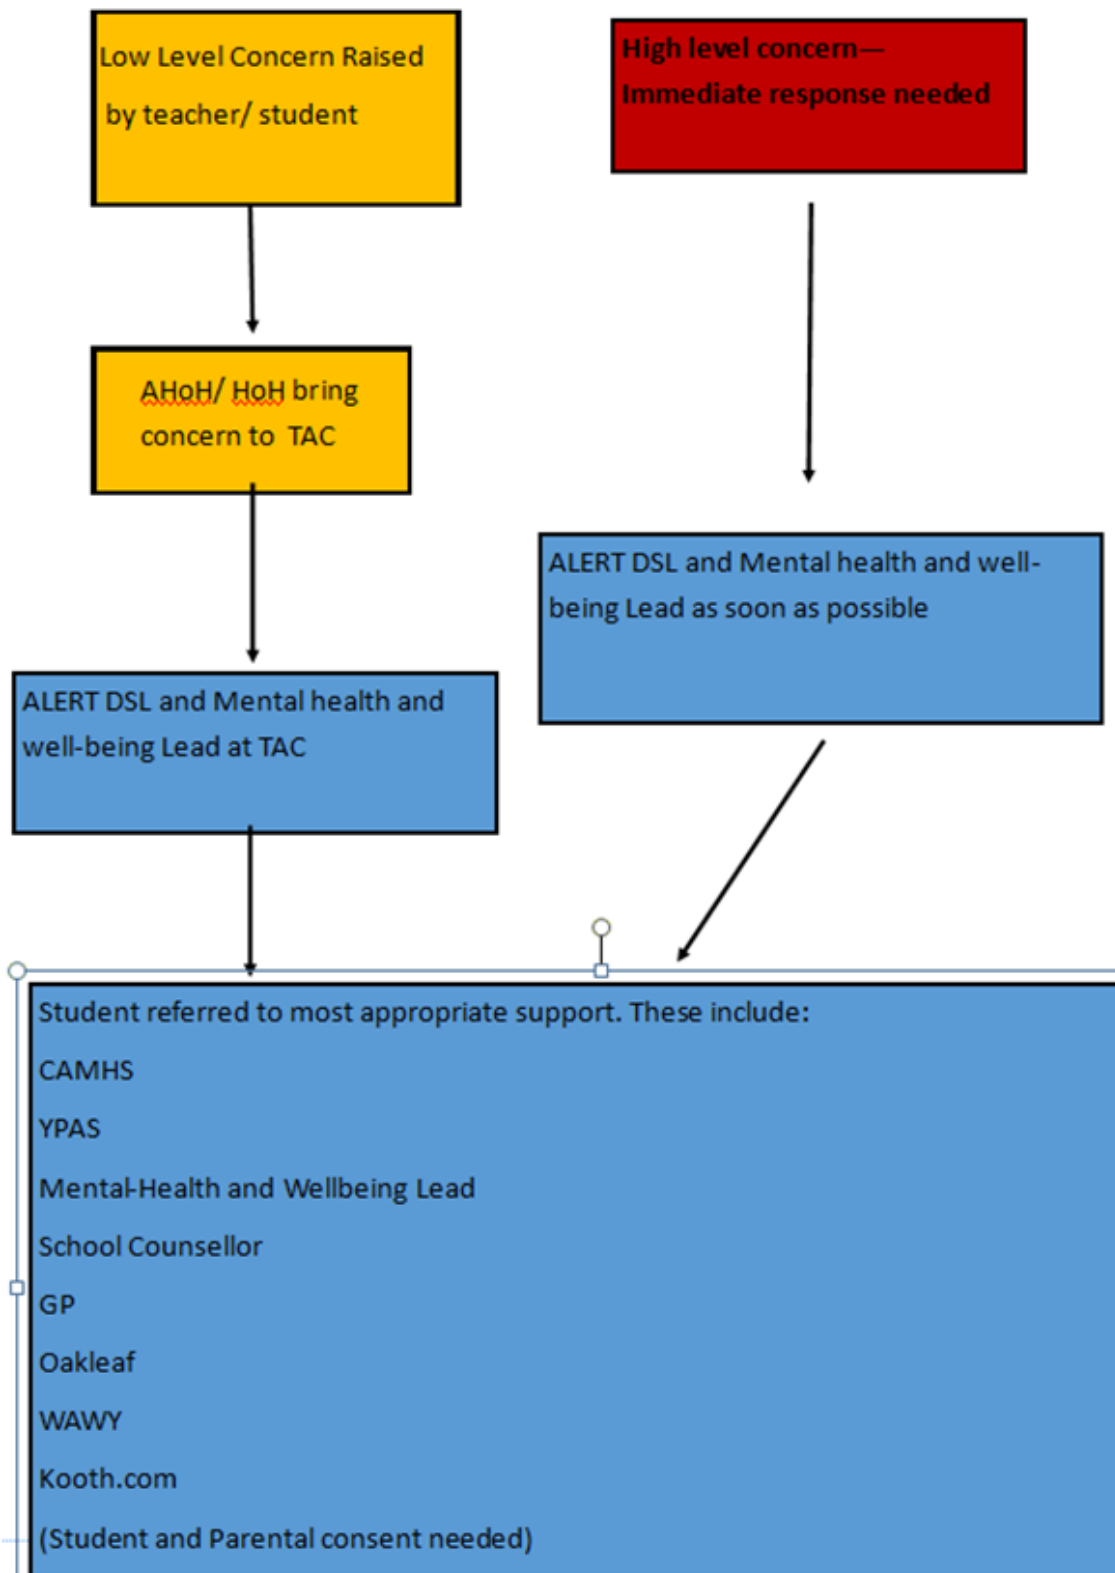 Low Level Concern Raised
by teacher/ student
High level concern—
Immediate response needed
AHoH/ HoH bring
concern to TAC
ALERT DSL and Mental health and well-
being Lead as soon as possible
ALERT DSL and Mental health and
well-being Lead at TAC
Student referred to most appropriate support. These include:
CAMHS
YPAS
Mental-Health and Wellbeing Lead
School Counsellor
GP
Oakleaf
WAWY
Kooth.com
(Student and Parental consent needed)